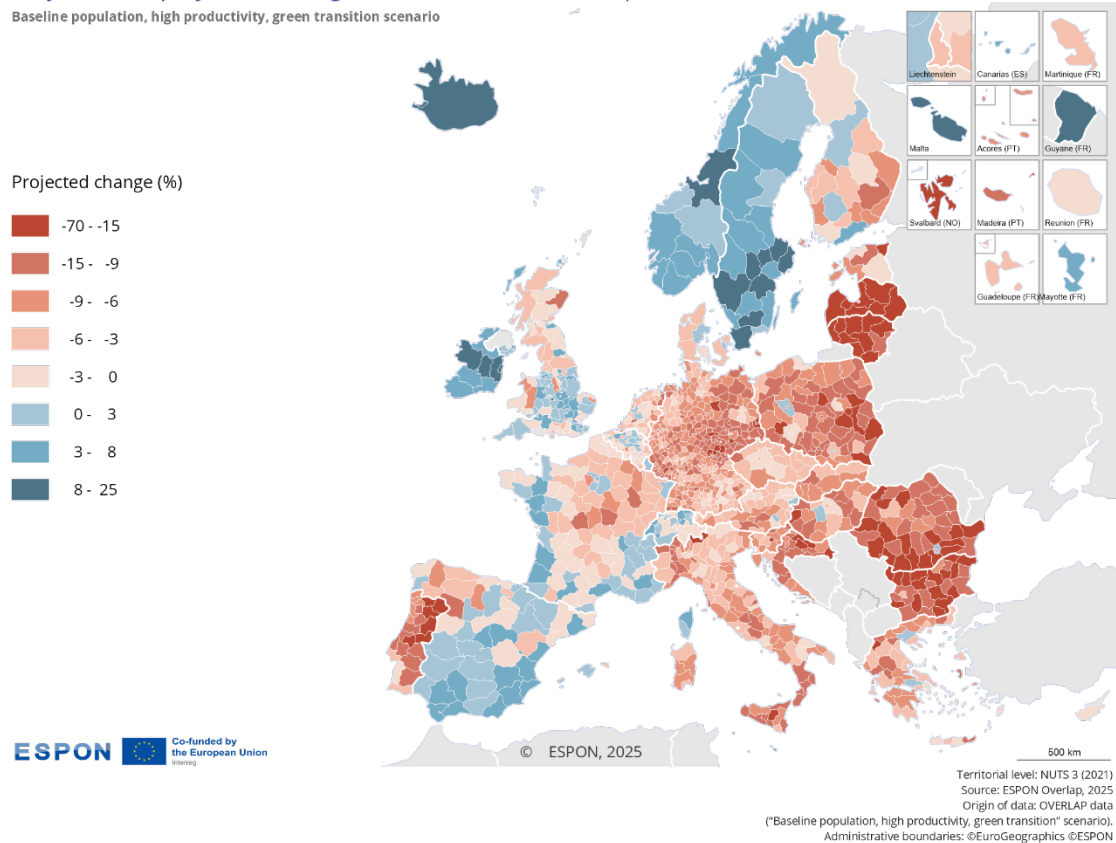 Baseline population, high productivity, green transition scenario
Liechtenstein
Canarias (ES)
Martinique (FR)
Malta
Acores (PT)
Guyane (FR)
Svalbard (NO)
Madeira (PT)
Reunion (FR)
Guadeloupe (FR)
Mayotte (FR)
Projected change (%)
-70 - -15
-15 - -9
-9 - -6
-6 - -3
-3 - 0
0 - 3
3 - 8
8 - 25
ESPON
Co-funded by
the European Union
Interreg
© ESPON, 2025
500 km
Territorial level: NUTS 3 (2021)
Source: ESPON Overlap, 2025
Origin of data: OVERLAP data
("Baseline population, high productivity, green transition" scenario).
Administrative boundaries: ©EuroGeographics ©ESPON